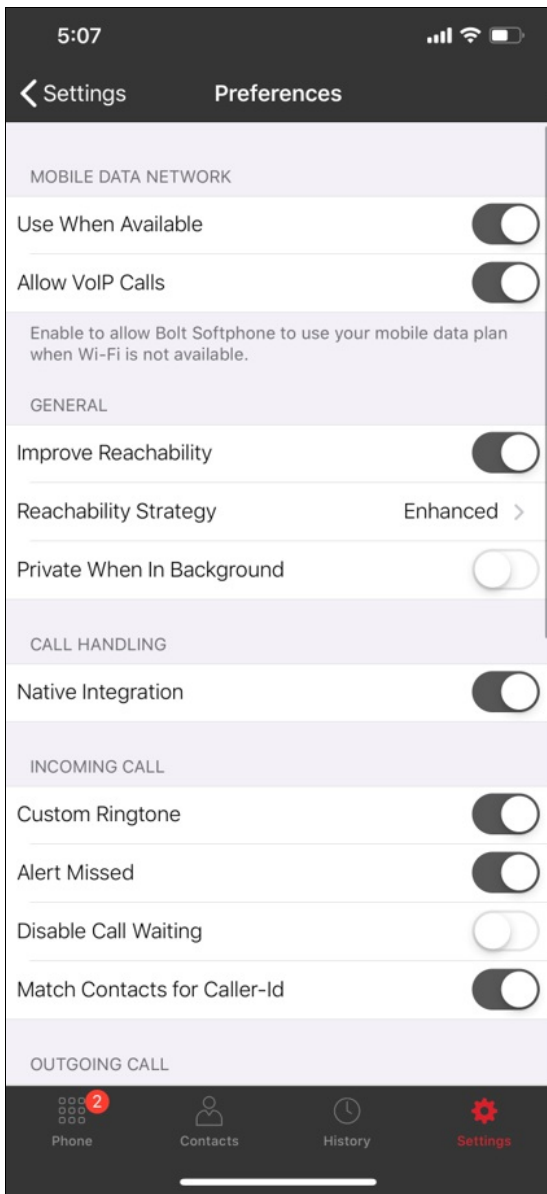 5:07
Settings
Preferences
MOBILE DATA NETWORK
Use When Available
Allow VoIP Calls
Enable to allow Bolt Softphone to use your mobile data plan
when Wi-Fi is not available.
GENERAL
Improve Reachability
Reachability Strategy Enhanced
Private When In Background
CALL HANDLING
Native Integration
INCOMING CALL
Custom Ringtone
Alert Missed
Disable Call Waiting
Match Contacts for Caller-Id
OUTGOING CALL
2
Phone Contacts History Settings